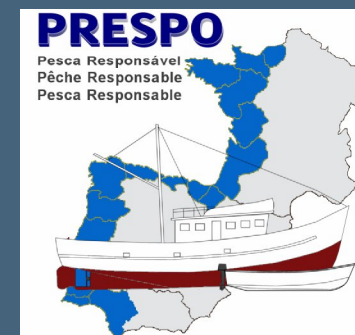 PRESPO
Pesca Responsável
Pêche Responsable
Pesca Responsable